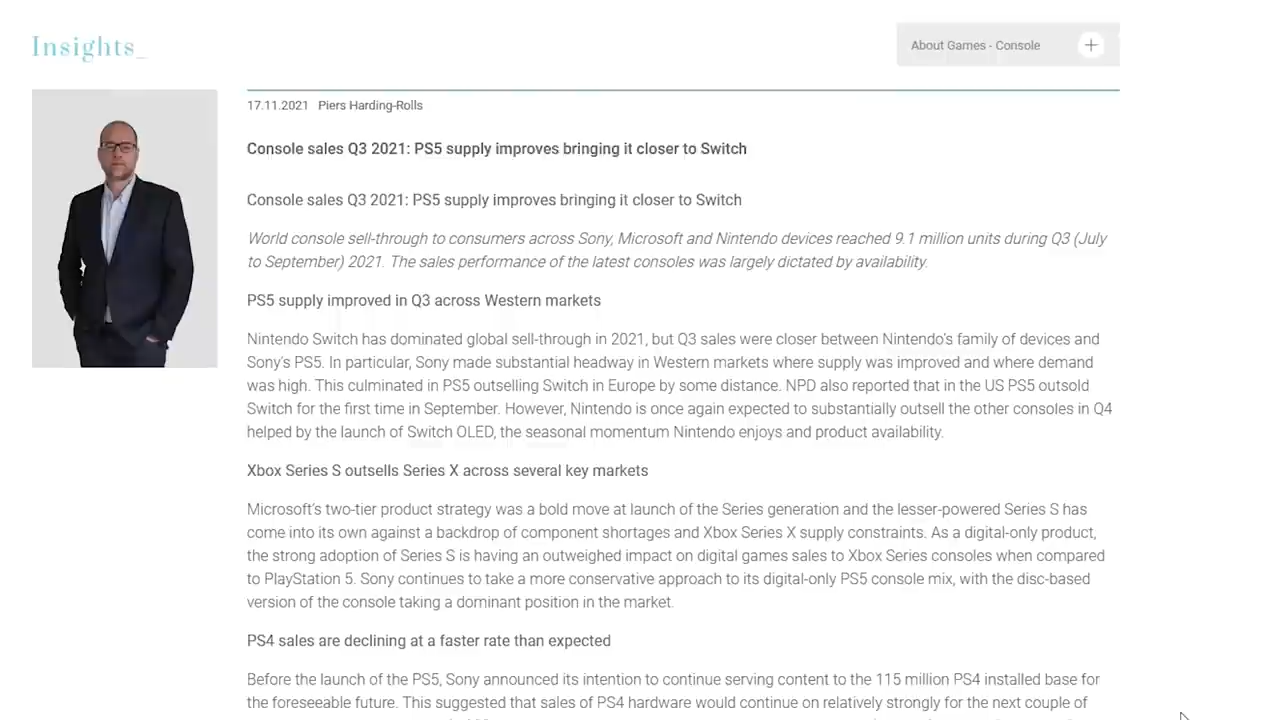 Insights_
About Games - Console
17.11.2021 Piers Harding-Rolls
Console sales Q3 2021: PS5 supply improves bringing it closer to Switch
Console sales Q3 2021: PS5 supply improves bringing it closer to Switch
World console sell-through to consumers across Sony, Microsoft and Nintendo devices reached 9.1 million units during Q3 (July
to September) 2021. The sales performance of the latest consoles was largely dictated by availability.
PS5 supply improved in Q3 across Western markets
Nintendo Switch has dominated global sell-through in 2021, but Q3 sales were closer between Nintendo's family of devices and
Sony's PS5. In particular, Sony made substantial headway in Western markets where supply was improved and where demand
was high. This culminated in PS5 outselling Switch in Europe by some distance. NPD also reported that in the US PS5 outsold
Switch for the first time in September. However, Nintendo is once again expected to substantially outsell the other consoles in Q4
helped by the launch of Switch OLED, the seasonal momentum Nintendo enjoys and product availability.
Xbox Series S outsells Series X across several key markets
Microsoft's two-tier product strategy was a bold move at launch of the Series generation and the lesser-powered Series S has
come into its own against a backdrop of component shortages and Xbox Series X supply constraints. As a digital-only product,
the strong adoption of Series S is having an outweighed impact on digital games sales to Xbox Series consoles when compared
to PlayStation 5. Sony continues to take a more conservative approach to its digital-only PS5 console mix, with the disc-based
version of the console taking a dominant position in the market.
PS4 sales are declining at a faster rate than expected
Before the launch of the PS5, Sony announced its intention to continue serving content to the 115 million PS4 installed base for
the foreseeable future. This suggested that sales of PS4 hardware would continue on relatively strongly for the next couple of